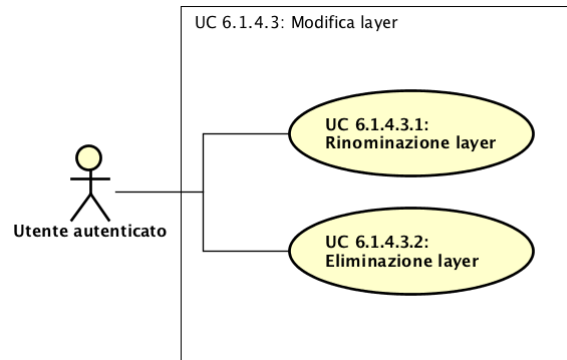 UC 6.1.4.3: Modifica layer
UC 6.1.4.3.1:
Rinominazione layer
Utente autenticato
UC 6.1.4.3.2:
Eliminazione layer